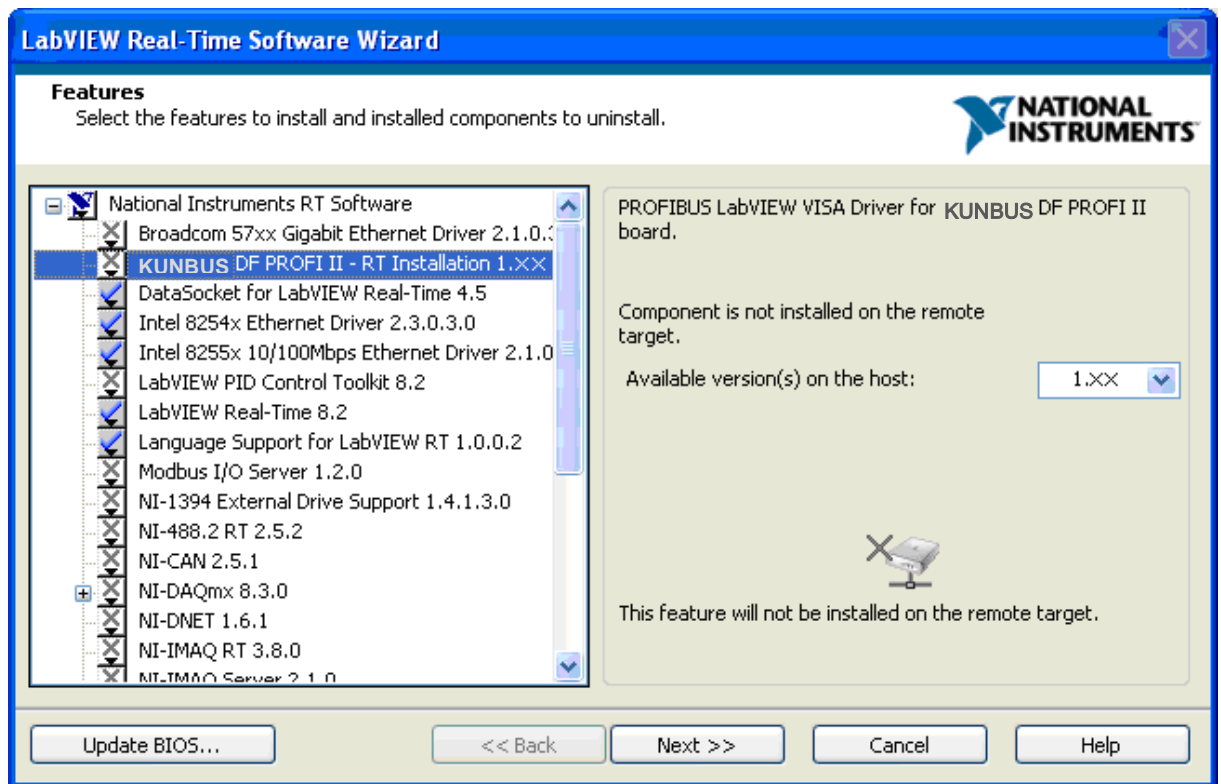 LabVIEW Real-Time Software Wizard
Features
Select the features to install and installed components to uninstall.
NATIONAL
INSTRUMENTS
National Instruments RT Software
Broadcom 57xx Gigabit Ethernet Driver 2.1.0.
KUNBUS DF PROFI II - RT Installation 1.XX
DataSocket for LabVIEW Real-Time 4.5
Intel 8254x Ethernet Driver 2.3.0.3.0
Intel 8255x 10/100Mbps Ethernet Driver 2.1.0
LabVIEW PID Control Toolkit 8.2
LabVIEW Real-Time 8.2
Language Support for LabVIEW RT 1.0.0.2
Modbus I/O Server 1.2.0
NI-1394 External Drive Support 1.4.1.3.0
NI-488.2 RT 2.5.2
NI-CAN 2.5.1
NI-DAQmx 8.3.0
NI-DNET 1.6.1
NI-IMAQ RT 3.8.0
NI-IMAQ Server 2.1.0
PROFIBUS LabVIEW VISA Driver for KUNBUS DF PROFI II
board.
Component is not installed on the remote
target.
Available version(s) on the host:
1.XX
This feature will not be installed on the remote target.
Update BIOS...
<< Back
Next >>
Cancel
Help